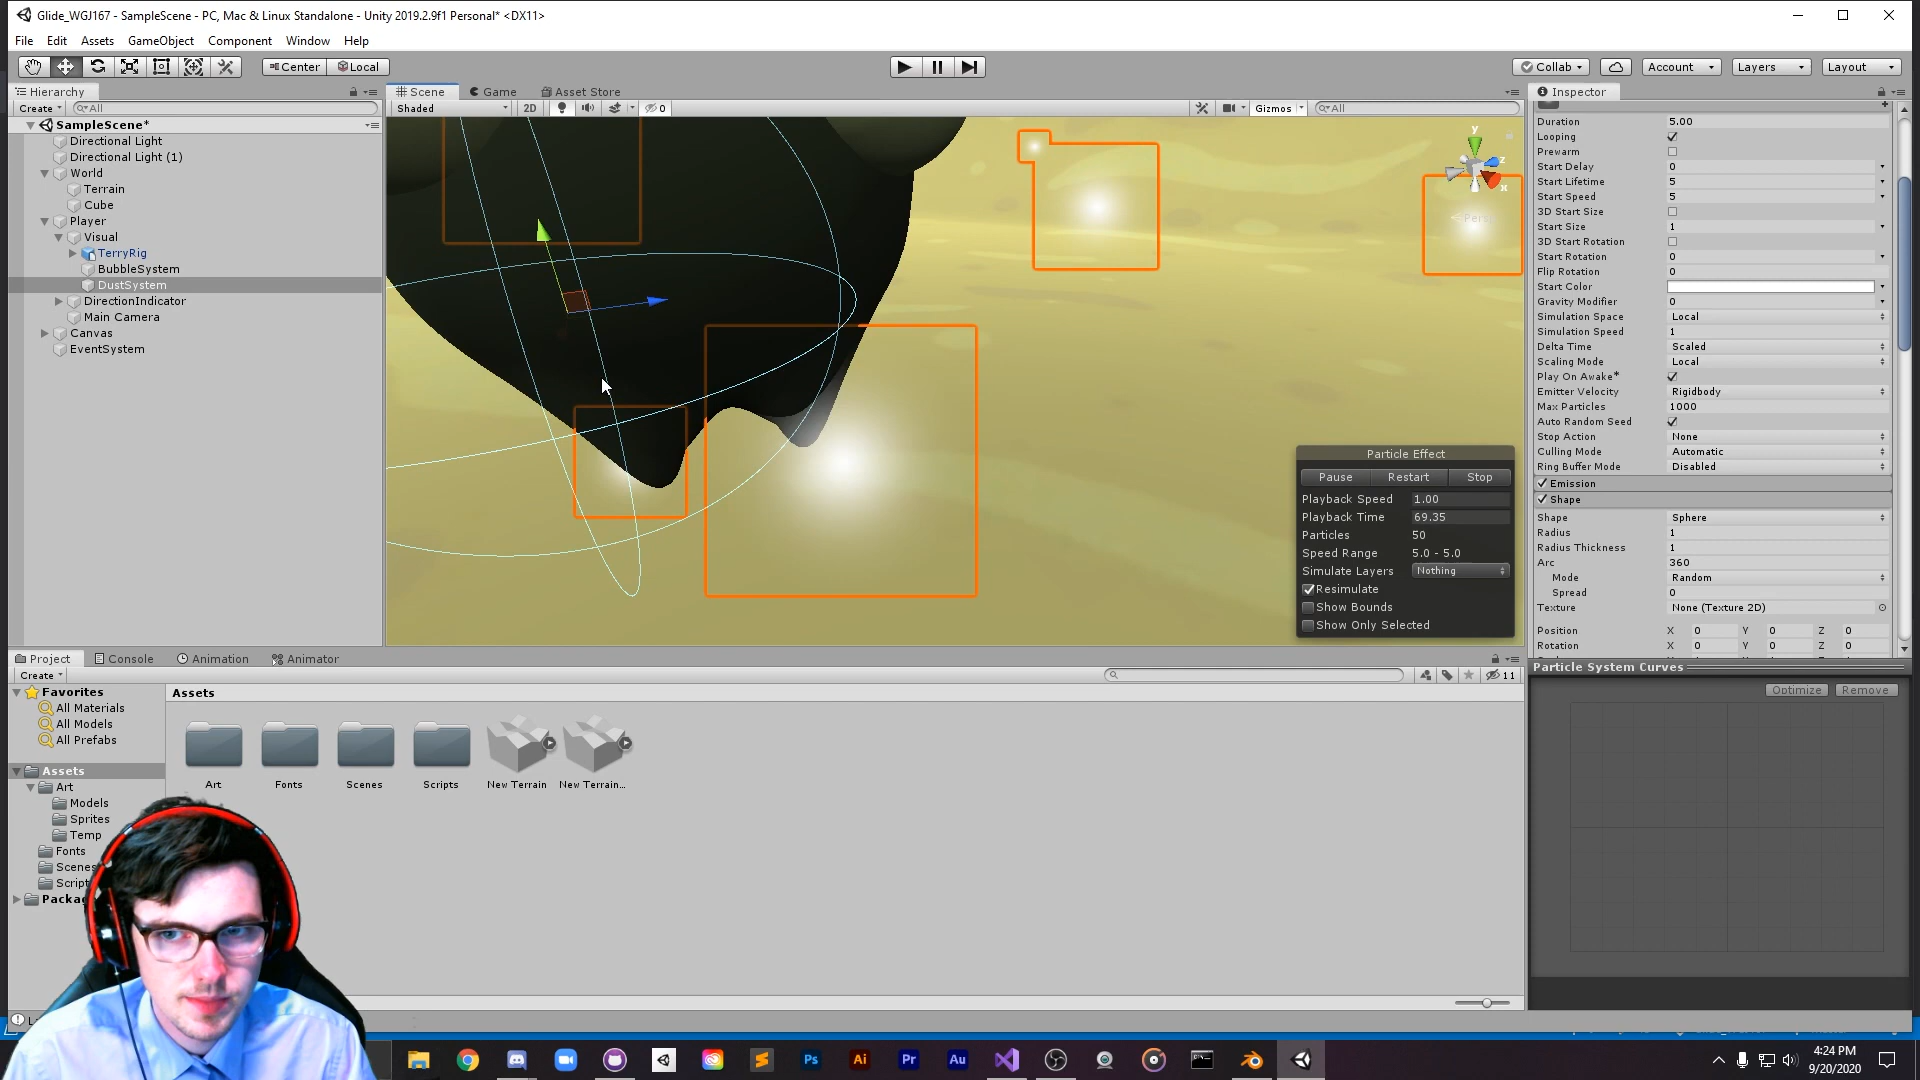 Glide_WGJ167 - SampleScene - PC, Mac & Linux Standalone - Unity 2019.2.9f1 Personal* <DX11>
File Edit Assets GameObject Component Window Help
Center Local Collab Account Layers Layout
Hierarchy
Create All
SampleScene*
Directional Light
Directional Light (1)
World
Terrain
Cube
Player
Visual
TerryRig
BubbleSystem
DustSystem
DirectionIndicator
Main Camera
Canvas
EventSystem
Scene Game Asset Store
Shaded 2D 0 Gizmos All
y
z
x
Persp
Particle Effect
Pause Restart Stop
Playback Speed 1.00
Playback Time 69.35
Particles 50
Speed Range 5.0 - 5.0
Simulate Layers Nothing
Resimulate
Show Bounds
Show Only Selected
Inspector
Duration 5.00
Looping
Prewarm
Start Delay 0
Start Lifetime 5
Start Speed 5
3D Start Size
Start Size 1
3D Start Rotation
Start Rotation 0
Flip Rotation 0
Start Color
Gravity Modifier 0
Simulation Space Local
Simulation Speed 1
Delta Time Scaled
Scaling Mode Local
Play On Awake*
Emitter Velocity Rigidbody
Max Particles 1000
Auto Random Seed
Stop Action None
Culling Mode Automatic
Ring Buffer Mode Disabled
Emission
Shape
Shape Sphere
Radius 1
Radius Thickness 1
Arc 360
Mode Random
Spread 0
Texture None (Texture 2D)
Position X 0 Y 0 Z 0
Rotation X 0 Y 0 Z 0
Particle System Curves
Optimize Remove
Project Console Animation Animator
Create
11
Favorites
All Materials
All Models
All Prefabs
Assets
Art
Models
Sprites
Temp
Fonts
Scenes
Script
Packag
Assets
Art Fonts Scenes Scripts New Terrain New Terrain...
Ps Ai Pr Au
4:24 PM
9/20/2020